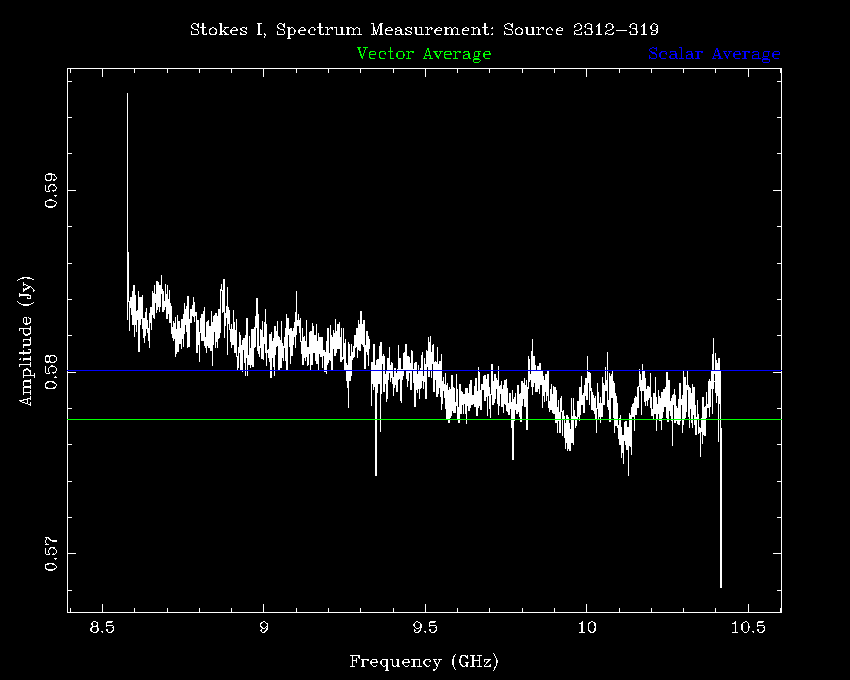 Stokes I, Spectrum Measurement: Source 2312−319
Vector Average Scalar Average
0.59
0.58
0.57
Amplitude (Jy)
8.5 9 9.5 10 10.5
Frequency (GHz)